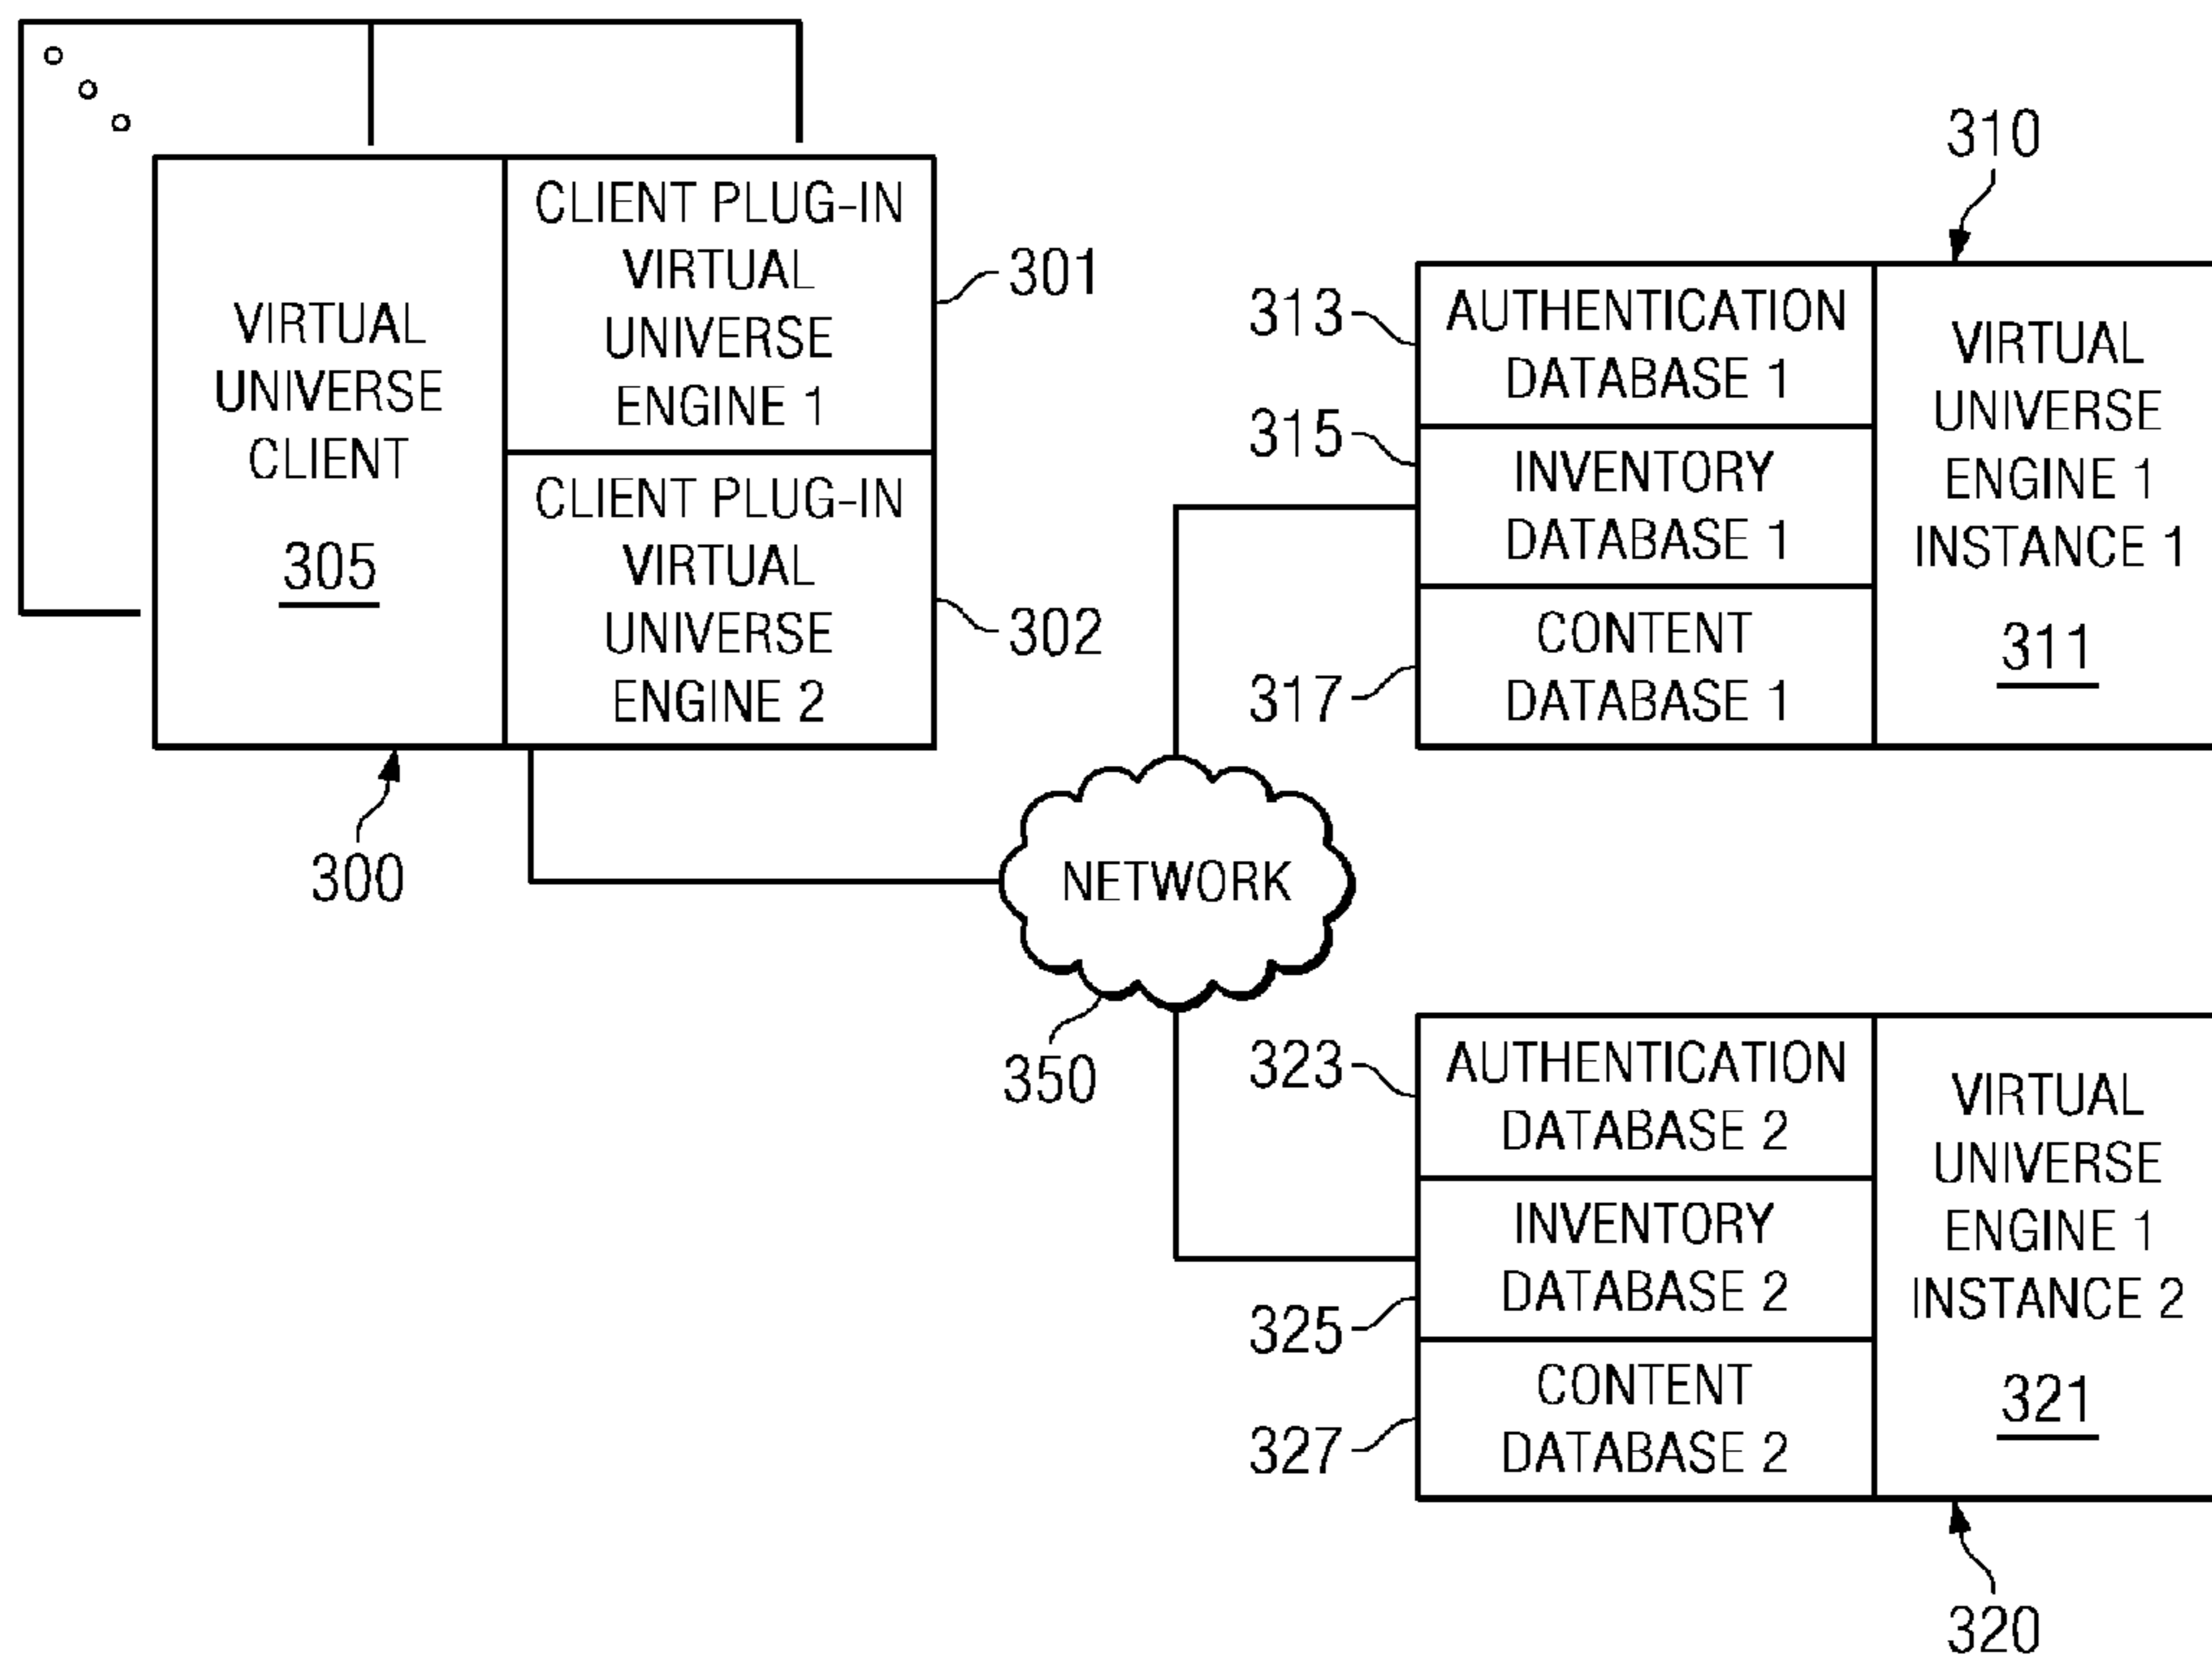 VIRTUAL
UNIVERSE
CLIENT
305
CLIENT PLUG-IN
VIRTUAL
UNIVERSE
ENGINE 1
301
CLIENT PLUG-IN
VIRTUAL
UNIVERSE
ENGINE 2
302
300
NETWORK
350
310
313
AUTHENTICATION
DATABASE 1
315
INVENTORY
DATABASE 1
317
CONTENT
DATABASE 1
VIRTUAL
UNIVERSE
ENGINE 1
INSTANCE 1
311
323
AUTHENTICATION
DATABASE 2
325
INVENTORY
DATABASE 2
327
CONTENT
DATABASE 2
VIRTUAL
UNIVERSE
ENGINE 1
INSTANCE 2
321
320